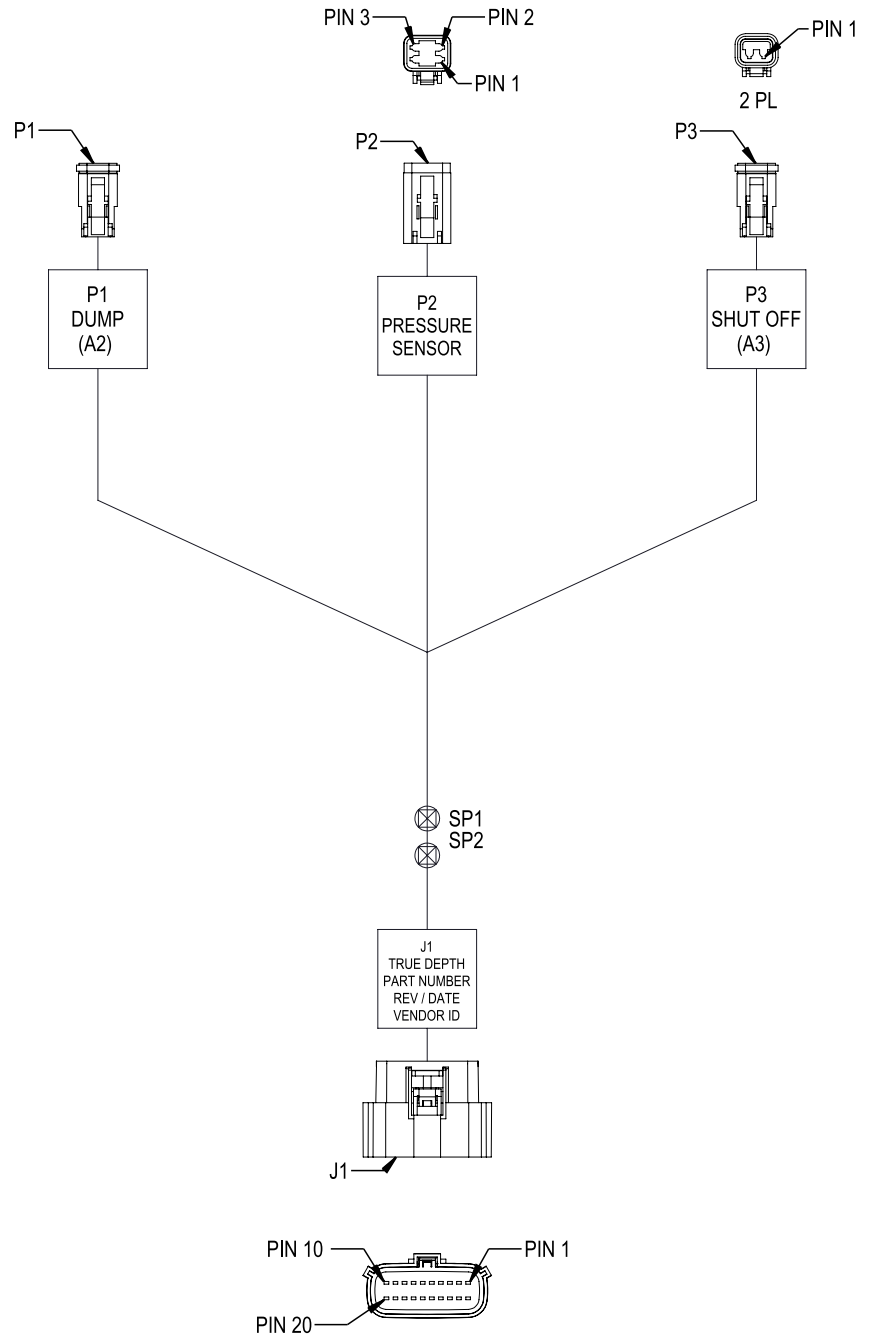 PIN 3
PIN 2
PIN 1
PIN 1
2 PL
P1
P2
P3
P1
DUMP
(A2)
P2
PRESSURE
SENSOR
P3
SHUT OFF
(A3)
SP1
SP2
J1
TRUE DEPTH
PART NUMBER
REV / DATE
VENDOR ID
J1
PIN 10
PIN 1
PIN 20